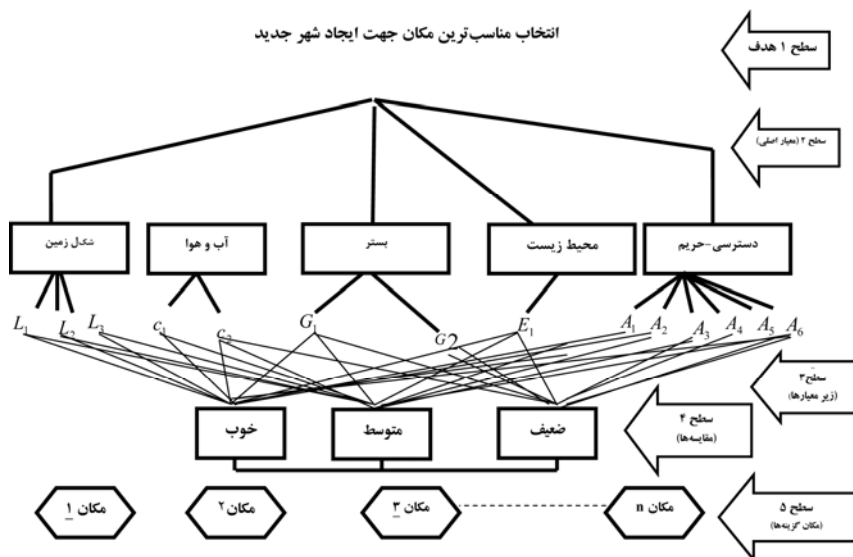 انتخاب مناسب‌ترین مکان جهت ایجاد شهر جدید
سطح ۱ هدف
سطح ۲ (معیار اصلی)
دسترسی-حریم
محیط زیست
بستر
آب و هوا
شکل زمین
L₁ L₂ L₃ c₁ c₂ G₁ G2 E₁ A₁ A₂ A₃ A₄ A₅ A₆
سطح۳
(زیر معیارها)
سطح ۴
(مقایسه‌ها)
خوب
متوسط
ضعیف
سطح ۵
(مکان گزینه‌ها)
مکان 1
مکان ۲
مکان ۳
مکان n